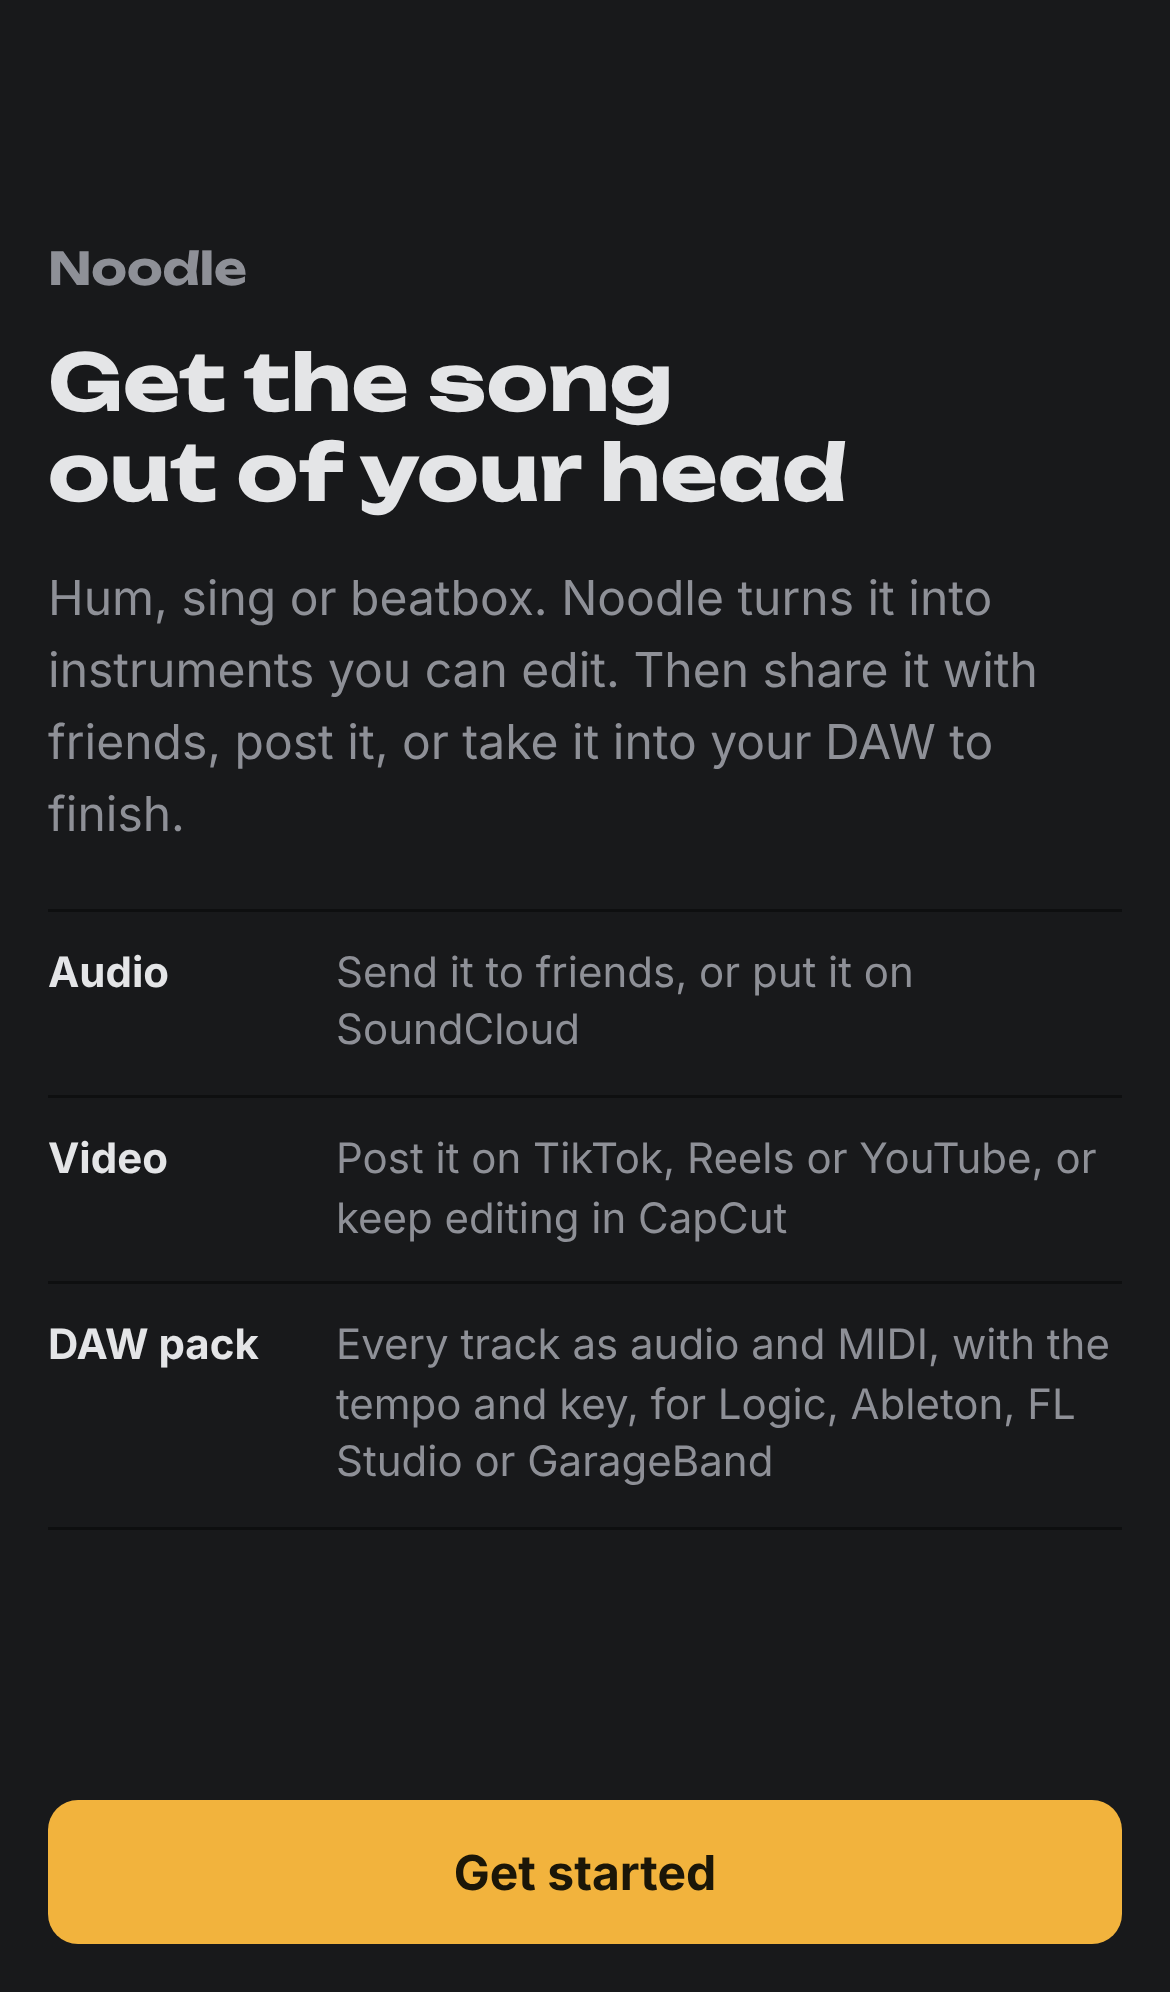 Noodle
Get the song
out of your head
Hum, sing or beatbox. Noodle turns it into
instruments you can edit. Then share it with
friends, post it, or take it into your DAW to
finish.
Audio
Send it to friends, or put it on
SoundCloud
Video
Post it on TikTok, Reels or YouTube, or
keep editing in CapCut
DAW pack
Every track as audio and MIDI, with the
tempo and key, for Logic, Ableton, FL
Studio or GarageBand
Get started